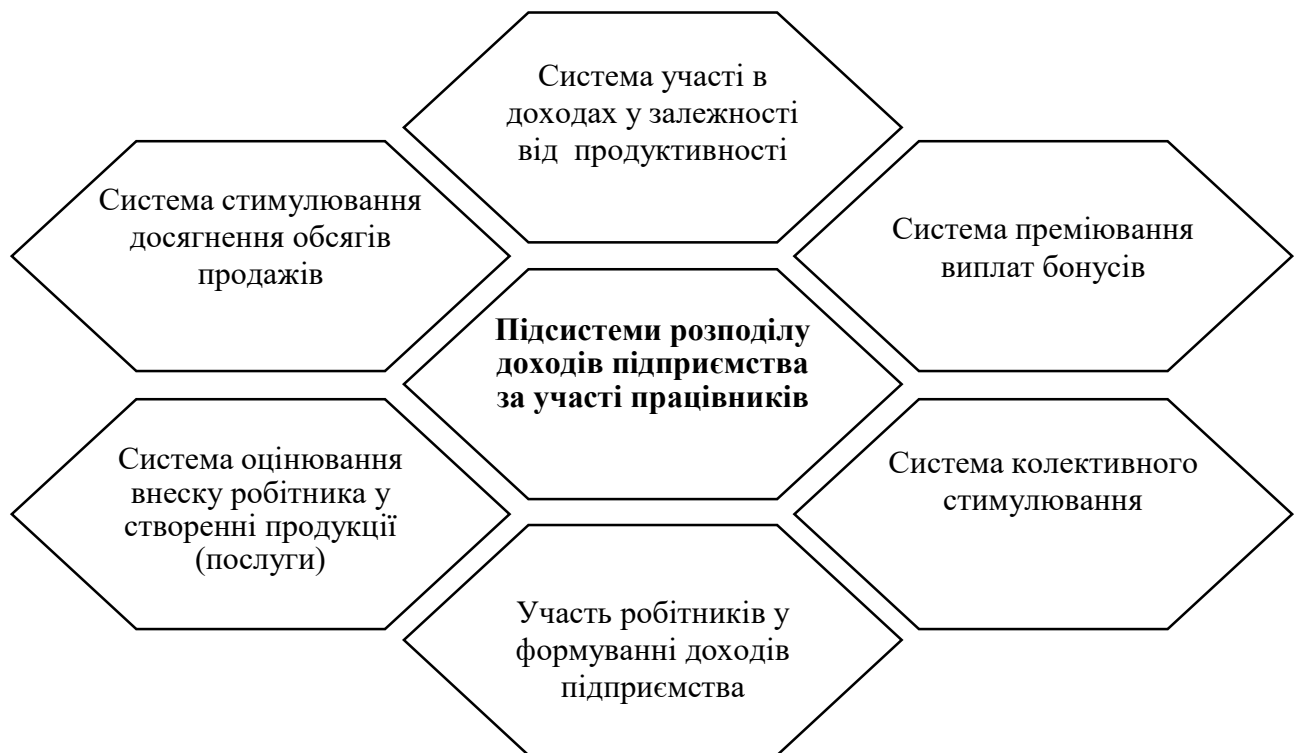 Система участі в
доходах у залежності
від продуктивності
Система стимулювання
досягнення обсягів
продажів
Система преміювання
виплат бонусів
Підсистеми розподілу
доходів підприємства
за участі працівників
Система оцінювання
внеску робітника у
створенні продукції
(послуги)
Система колективного
стимулювання
Участь робітників у
формуванні доходів
підприємства